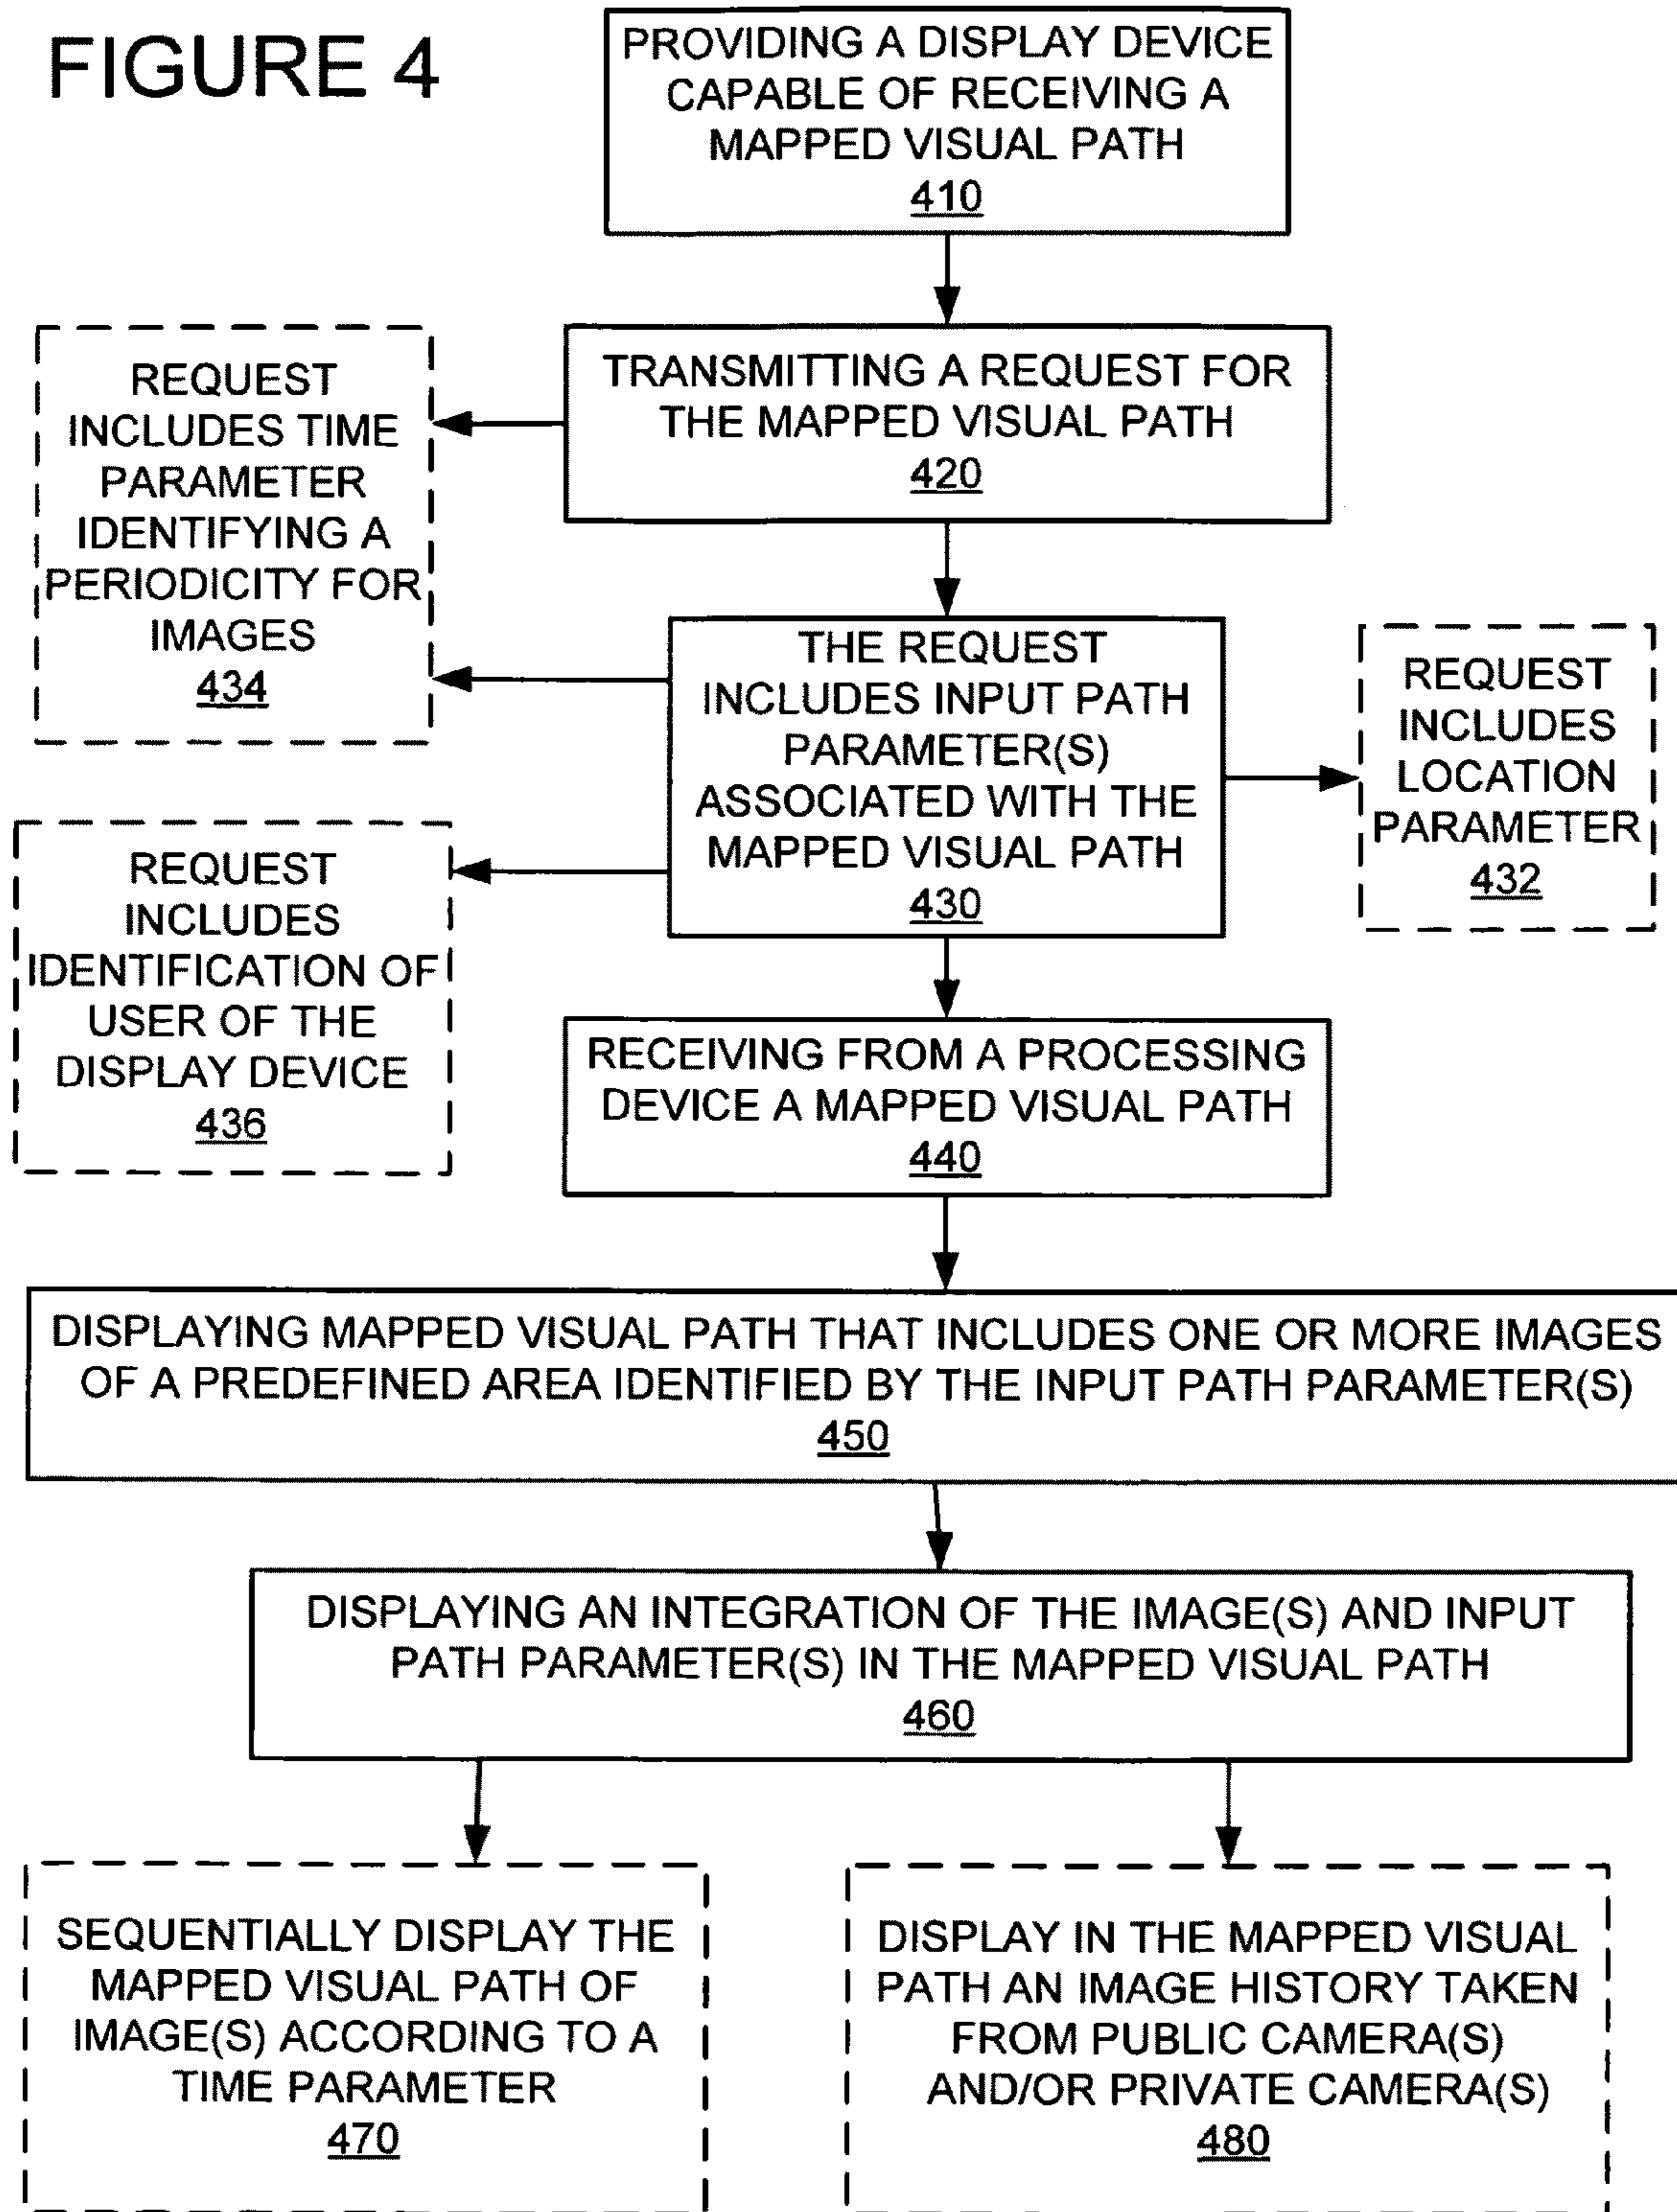 FIGURE 4
PROVIDING A DISPLAY DEVICE
CAPABLE OF RECEIVING A
MAPPED VISUAL PATH
410
TRANSMITTING A REQUEST FOR
THE MAPPED VISUAL PATH
420
REQUEST
INCLUDES TIME
PARAMETER
IDENTIFYING A
PERIODICITY FOR
IMAGES
434
THE REQUEST
INCLUDES INPUT PATH
PARAMETER(S)
ASSOCIATED WITH THE
MAPPED VISUAL PATH
430
REQUEST
INCLUDES
LOCATION
PARAMETER
432
REQUEST
INCLUDES
IDENTIFICATION OF
USER OF THE
DISPLAY DEVICE
436
RECEIVING FROM A PROCESSING
DEVICE A MAPPED VISUAL PATH
440
DISPLAYING MAPPED VISUAL PATH THAT INCLUDES ONE OR MORE IMAGES
OF A PREDEFINED AREA IDENTIFIED BY THE INPUT PATH PARAMETER(S)
450
DISPLAYING AN INTEGRATION OF THE IMAGE(S) AND INPUT
PATH PARAMETER(S) IN THE MAPPED VISUAL PATH
460
SEQUENTIALLY DISPLAY THE
MAPPED VISUAL PATH OF
IMAGE(S) ACCORDING TO A
TIME PARAMETER
470
DISPLAY IN THE MAPPED VISUAL
PATH AN IMAGE HISTORY TAKEN
FROM PUBLIC CAMERA(S)
AND/OR PRIVATE CAMERA(S)
480